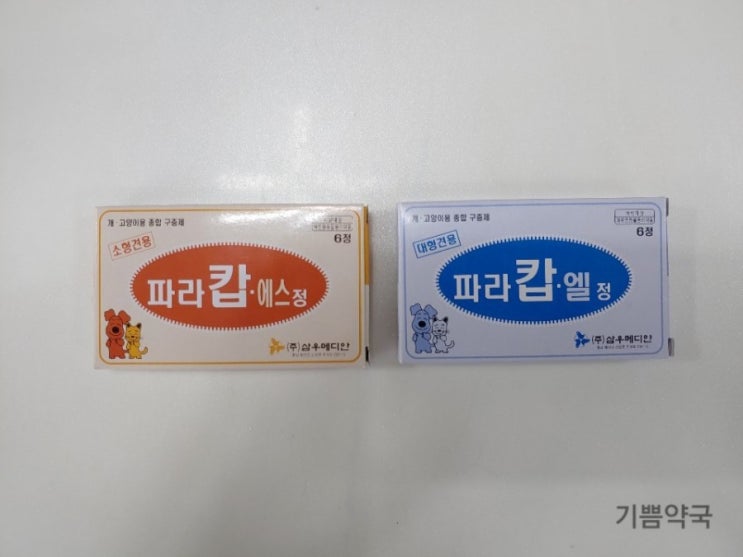 개·고양이용 종합 구충제
6정
소형견용
파라캅·에스정
(주)삼우메디안
개·고양이용 종합 구충제
6정
대형견용
파라캅·엘정
(주)삼우메디안
기쁨약국